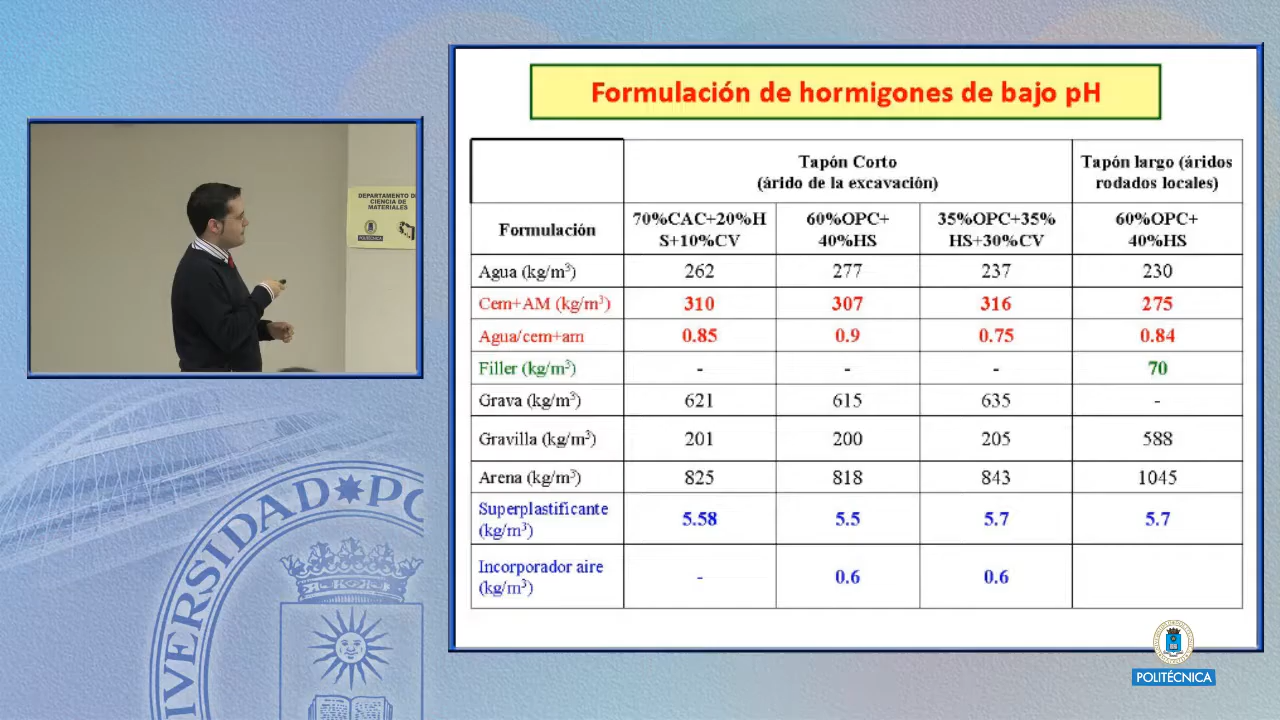 Formulación de hormigones de bajo pH
Tapón Corto
(árido de la excavación)
Tapón largo (áridos
rodados locales)
Formulación
70%CAC+20%H
S+10%CV
60%OPC+
40%HS
35%OPC+35%
HS+30%CV
60%OPC+
40%HS
Agua (kg/m³) 262 277 237 230
Cem+AM (kg/m³) 310 307 316 275
Agua/cem+am 0.85 0.9 0.75 0.84
Filler (kg/m³) - - - 70
Grava (kg/m³) 621 615 635 -
Gravilla (kg/m³) 201 200 205 588
Arena (kg/m³) 825 818 843 1045
Superplastificante
(kg/m³) 5.58 5.5 5.7 5.7
Incorporador aire
(kg/m³) - 0.6 0.6
DEPARTAMENTO DE
CIENCIA DE
MATERIALES
POLITÉCNICA
IVERSIDAD PO
POLITÉCNICA